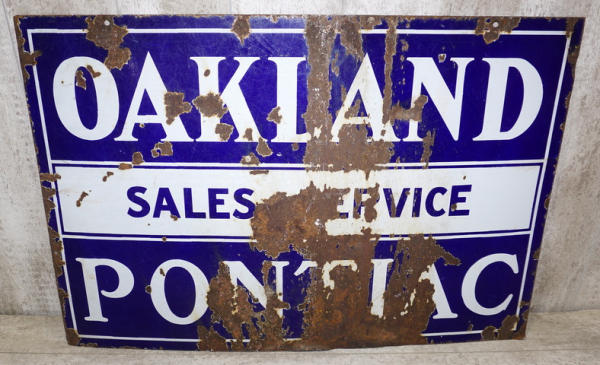 OAKLAND
SALES SERVICE
PONTIAC